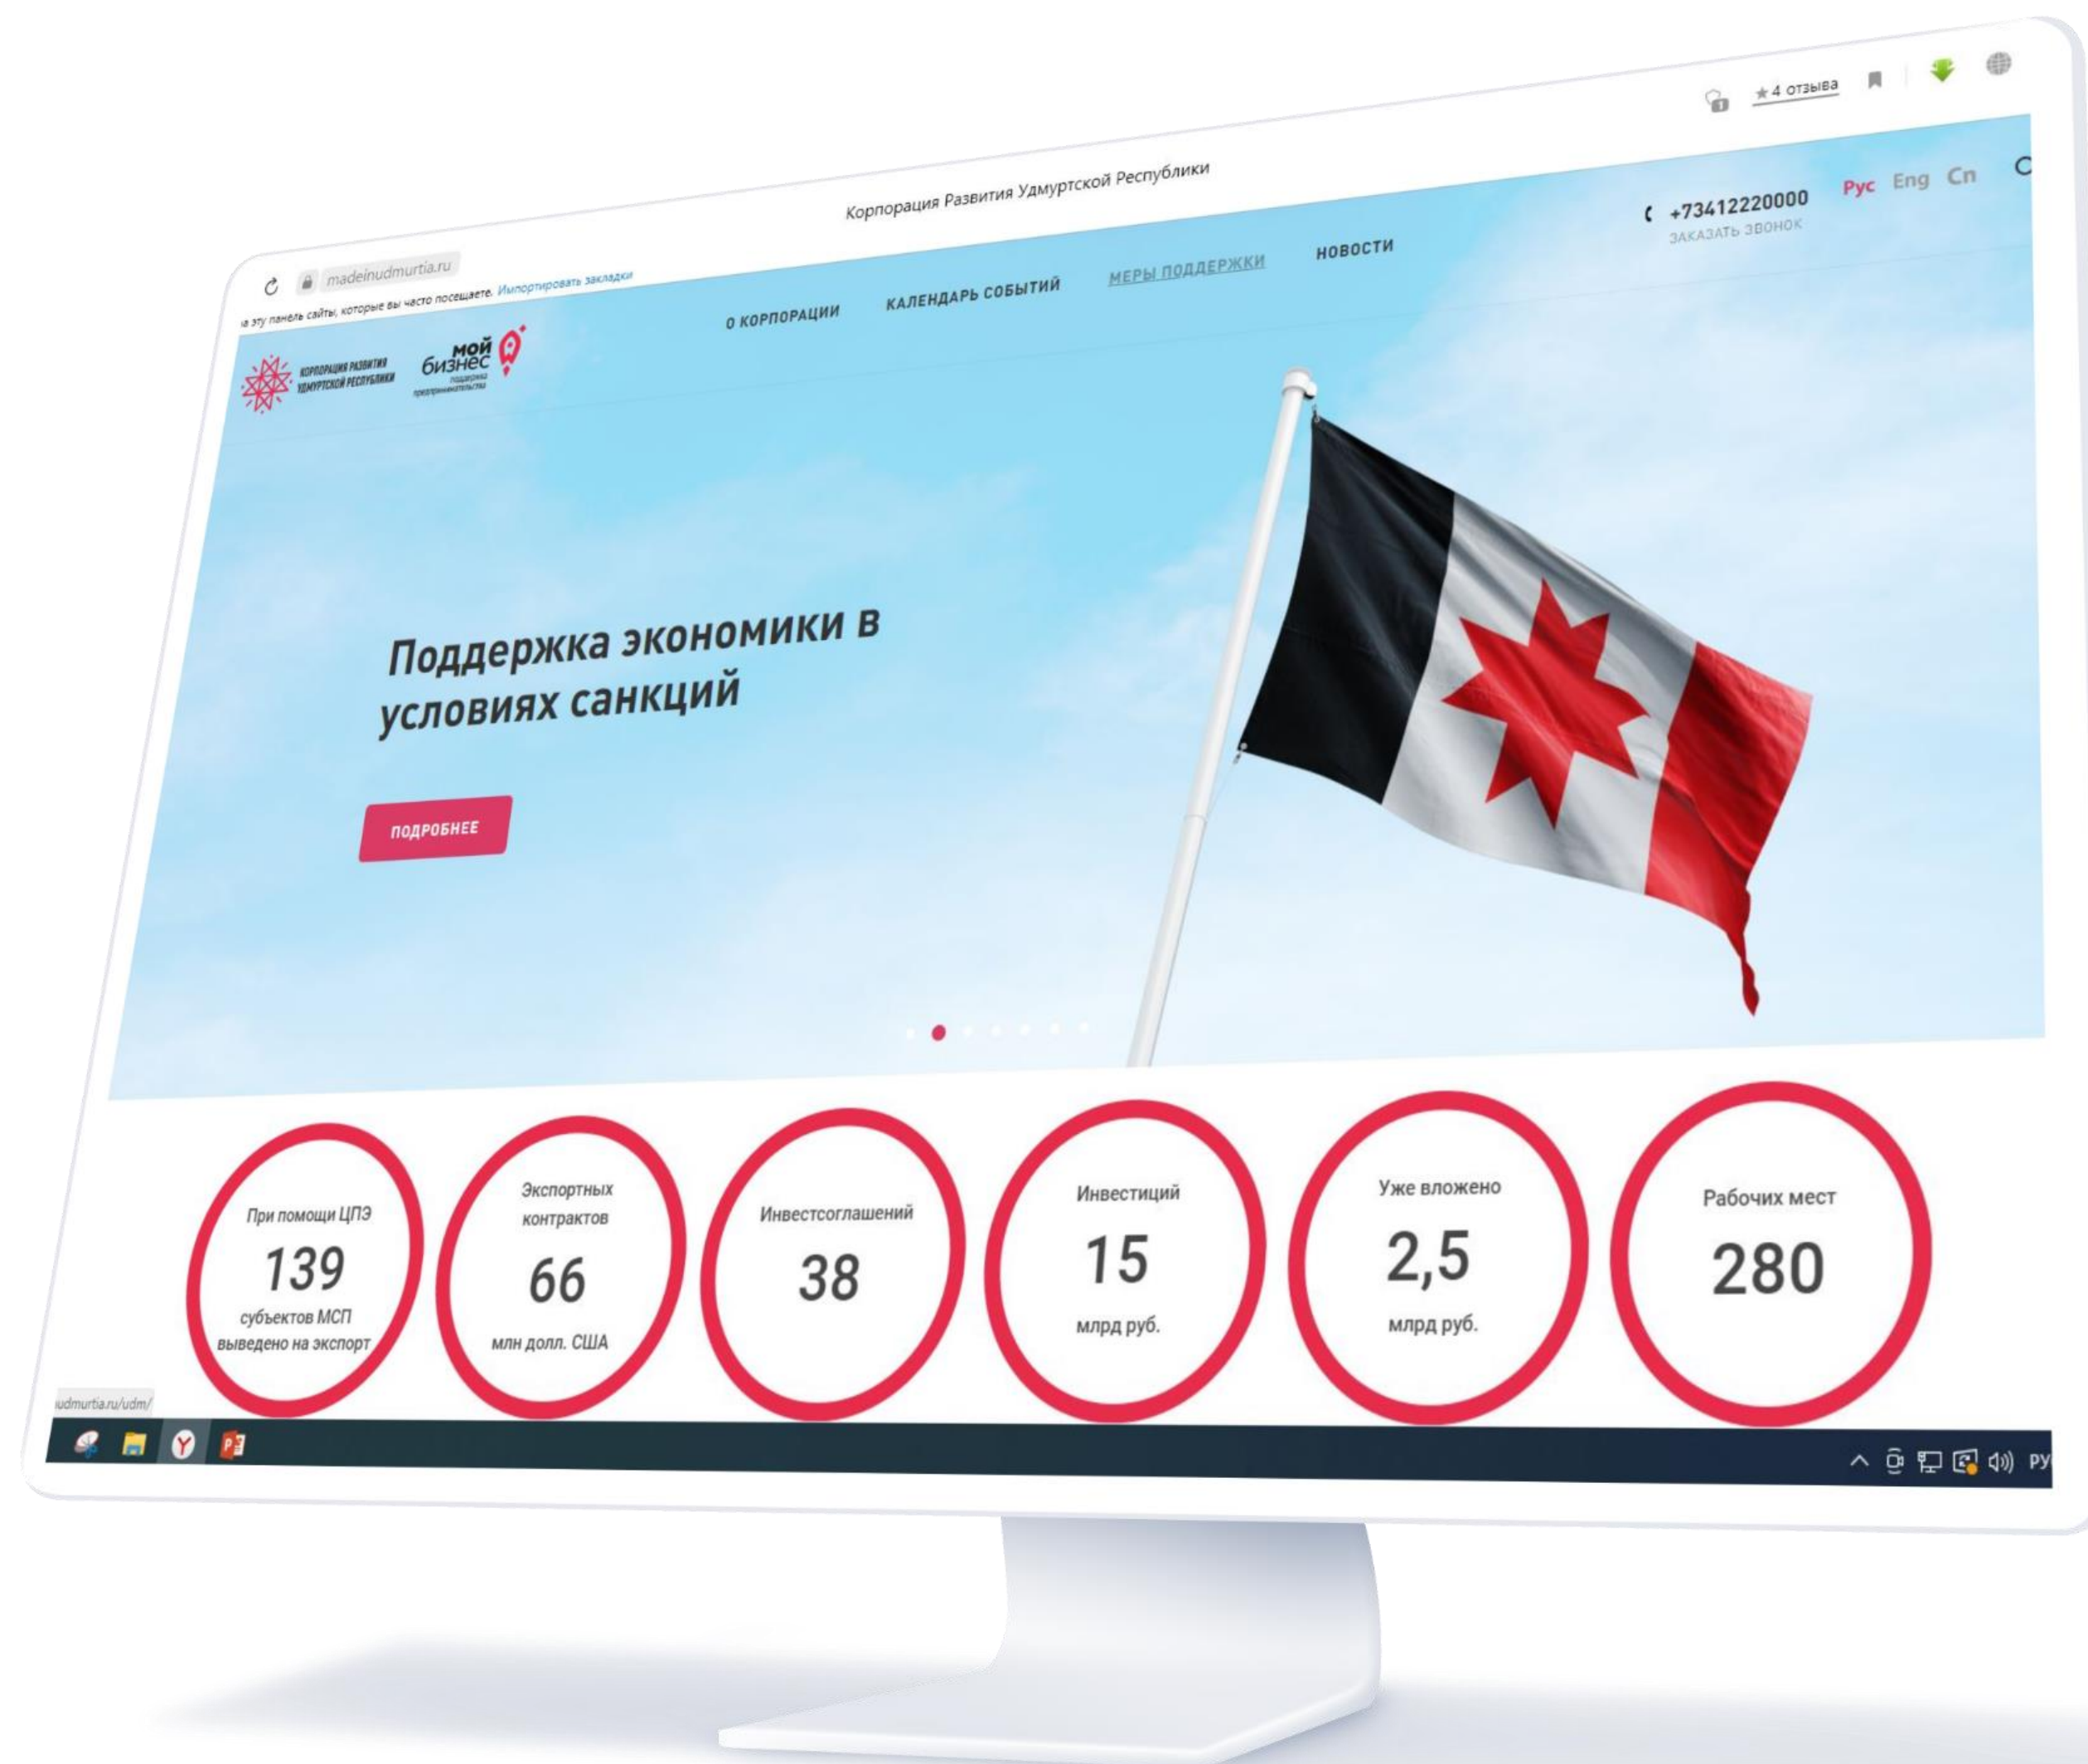 ★ 4 отзыва
Корпорация Развития Удмуртской Республики
madeinudmurtia.ru
на эту панель сайты, которые вы часто посещаете. Импортировать закладки
КОРПОРАЦИЯ РАЗВИТИЯ
УДМУРТСКОЙ РЕСПУБЛИКИ
мой
бизнес
поддержка
предпринимательства
О КОРПОРАЦИИ
КАЛЕНДАРЬ СОБЫТИЙ
МЕРЫ ПОДДЕРЖКИ
НОВОСТИ
+73412220000
ЗАКАЗАТЬ ЗВОНОК
Рус Eng Cn
Поддержка экономики в
условиях санкций
ПОДРОБНЕЕ
При помощи ЦПЭ
139
субъектов МСП
выведено на экспорт
Экспортных
контрактов
66
млн долл. США
Инвестсоглашений
38
Инвестиций
15
млрд руб.
Уже вложено
2,5
млрд руб.
Рабочих мест
280
udmurtia.ru/udm/
РУ